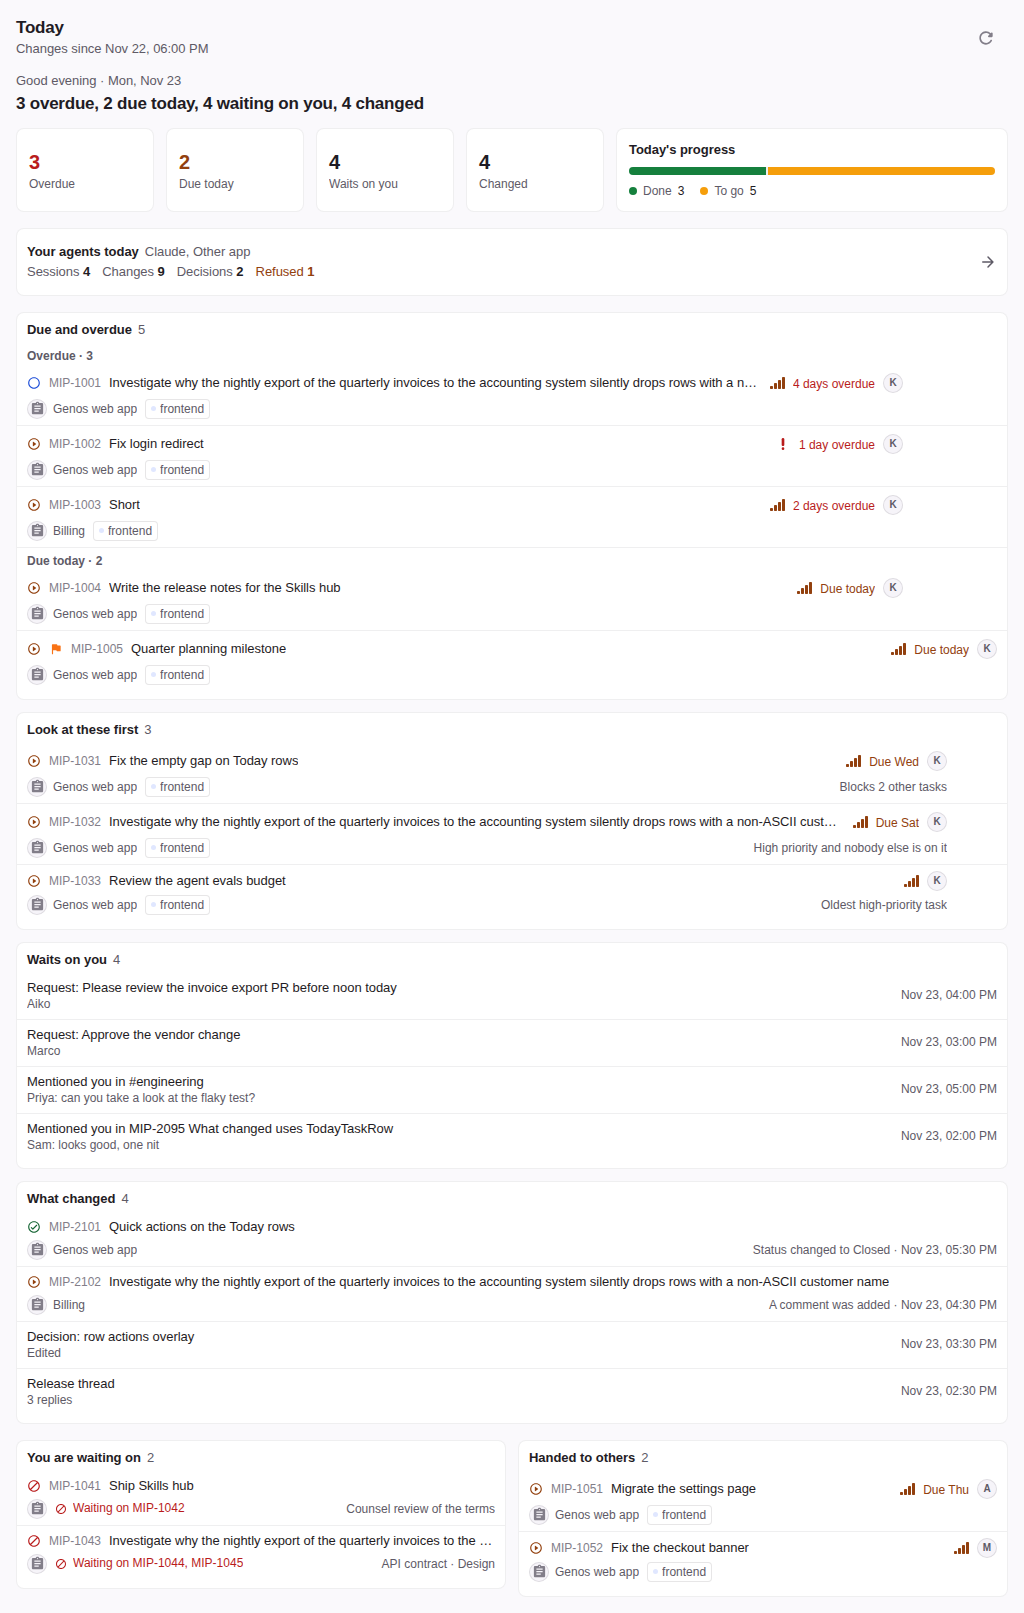 Today
Changes since Nov 22, 06:00 PM
Good evening · Mon, Nov 23
3 overdue, 2 due today, 4 waiting on you, 4 changed
3
Overdue
2
Due today
4
Waits on you
4
Changed
Today's progress
Done 3 To go 5
Your agents today Claude, Other app
Sessions 4 Changes 9 Decisions 2 Refused 1
Due and overdue 5
Overdue · 3
MIP-1001 Investigate why the nightly export of the quarterly invoices to the accounting system silently drops rows with a n… 4 days overdue K
Genos web app frontend
MIP-1002 Fix login redirect 1 day overdue K
Genos web app frontend
MIP-1003 Short 2 days overdue K
Billing frontend
Due today · 2
MIP-1004 Write the release notes for the Skills hub Due today K
Genos web app frontend
MIP-1005 Quarter planning milestone Due today K
Genos web app frontend
Look at these first 3
MIP-1031 Fix the empty gap on Today rows Due Wed K
Genos web app frontend Blocks 2 other tasks
MIP-1032 Investigate why the nightly export of the quarterly invoices to the accounting system silently drops rows with a non-ASCII cust… Due Sat K
Genos web app frontend High priority and nobody else is on it
MIP-1033 Review the agent evals budget K
Genos web app frontend Oldest high-priority task
Waits on you 4
Request: Please review the invoice export PR before noon today
Aiko
Nov 23, 04:00 PM
Request: Approve the vendor change
Marco
Nov 23, 03:00 PM
Mentioned you in #engineering
Priya: can you take a look at the flaky test?
Nov 23, 05:00 PM
Mentioned you in MIP-2095 What changed uses TodayTaskRow
Sam: looks good, one nit
Nov 23, 02:00 PM
What changed 4
MIP-2101 Quick actions on the Today rows
Genos web app Status changed to Closed · Nov 23, 05:30 PM
MIP-2102 Investigate why the nightly export of the quarterly invoices to the accounting system silently drops rows with a non-ASCII customer name
Billing A comment was added · Nov 23, 04:30 PM
Decision: row actions overlay
Edited
Nov 23, 03:30 PM
Release thread
3 replies
Nov 23, 02:30 PM
You are waiting on 2
MIP-1041 Ship Skills hub
Waiting on MIP-1042 Counsel review of the terms
MIP-1043 Investigate why the nightly export of the quarterly invoices to the …
Waiting on MIP-1044, MIP-1045 API contract · Design
Handed to others 2
MIP-1051 Migrate the settings page Due Thu A
Genos web app frontend
MIP-1052 Fix the checkout banner M
Genos web app frontend